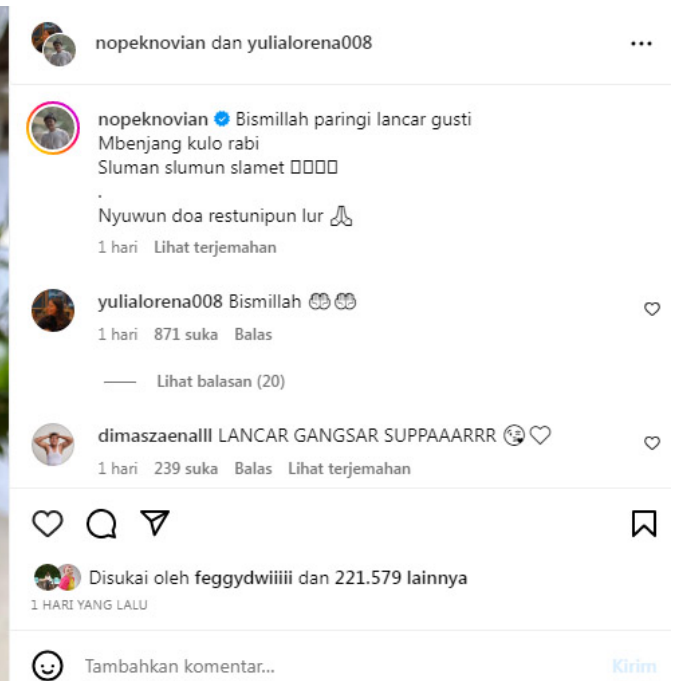 nopeknovian dan yulialorena008
nopeknovian Bismillah paringi lancar gusti
Mbenjang kulo rabi
Sluman slumun slamet □□□□
.
Nyuwun doa restunipun lur 🙏
1 hari Lihat terjemahan
yulialorena008 Bismillah 🤲🤲
1 hari 871 suka Balas
Lihat balasan (20)
dimaszaenalll LANCAR GANGSAR SUPPAAARRR 😘♡
1 hari 239 suka Balas Lihat terjemahan
Disukai oleh feggydwiiiii dan 221.579 lainnya
1 HARI YANG LALU
Tambahkan komentar...
Kirim